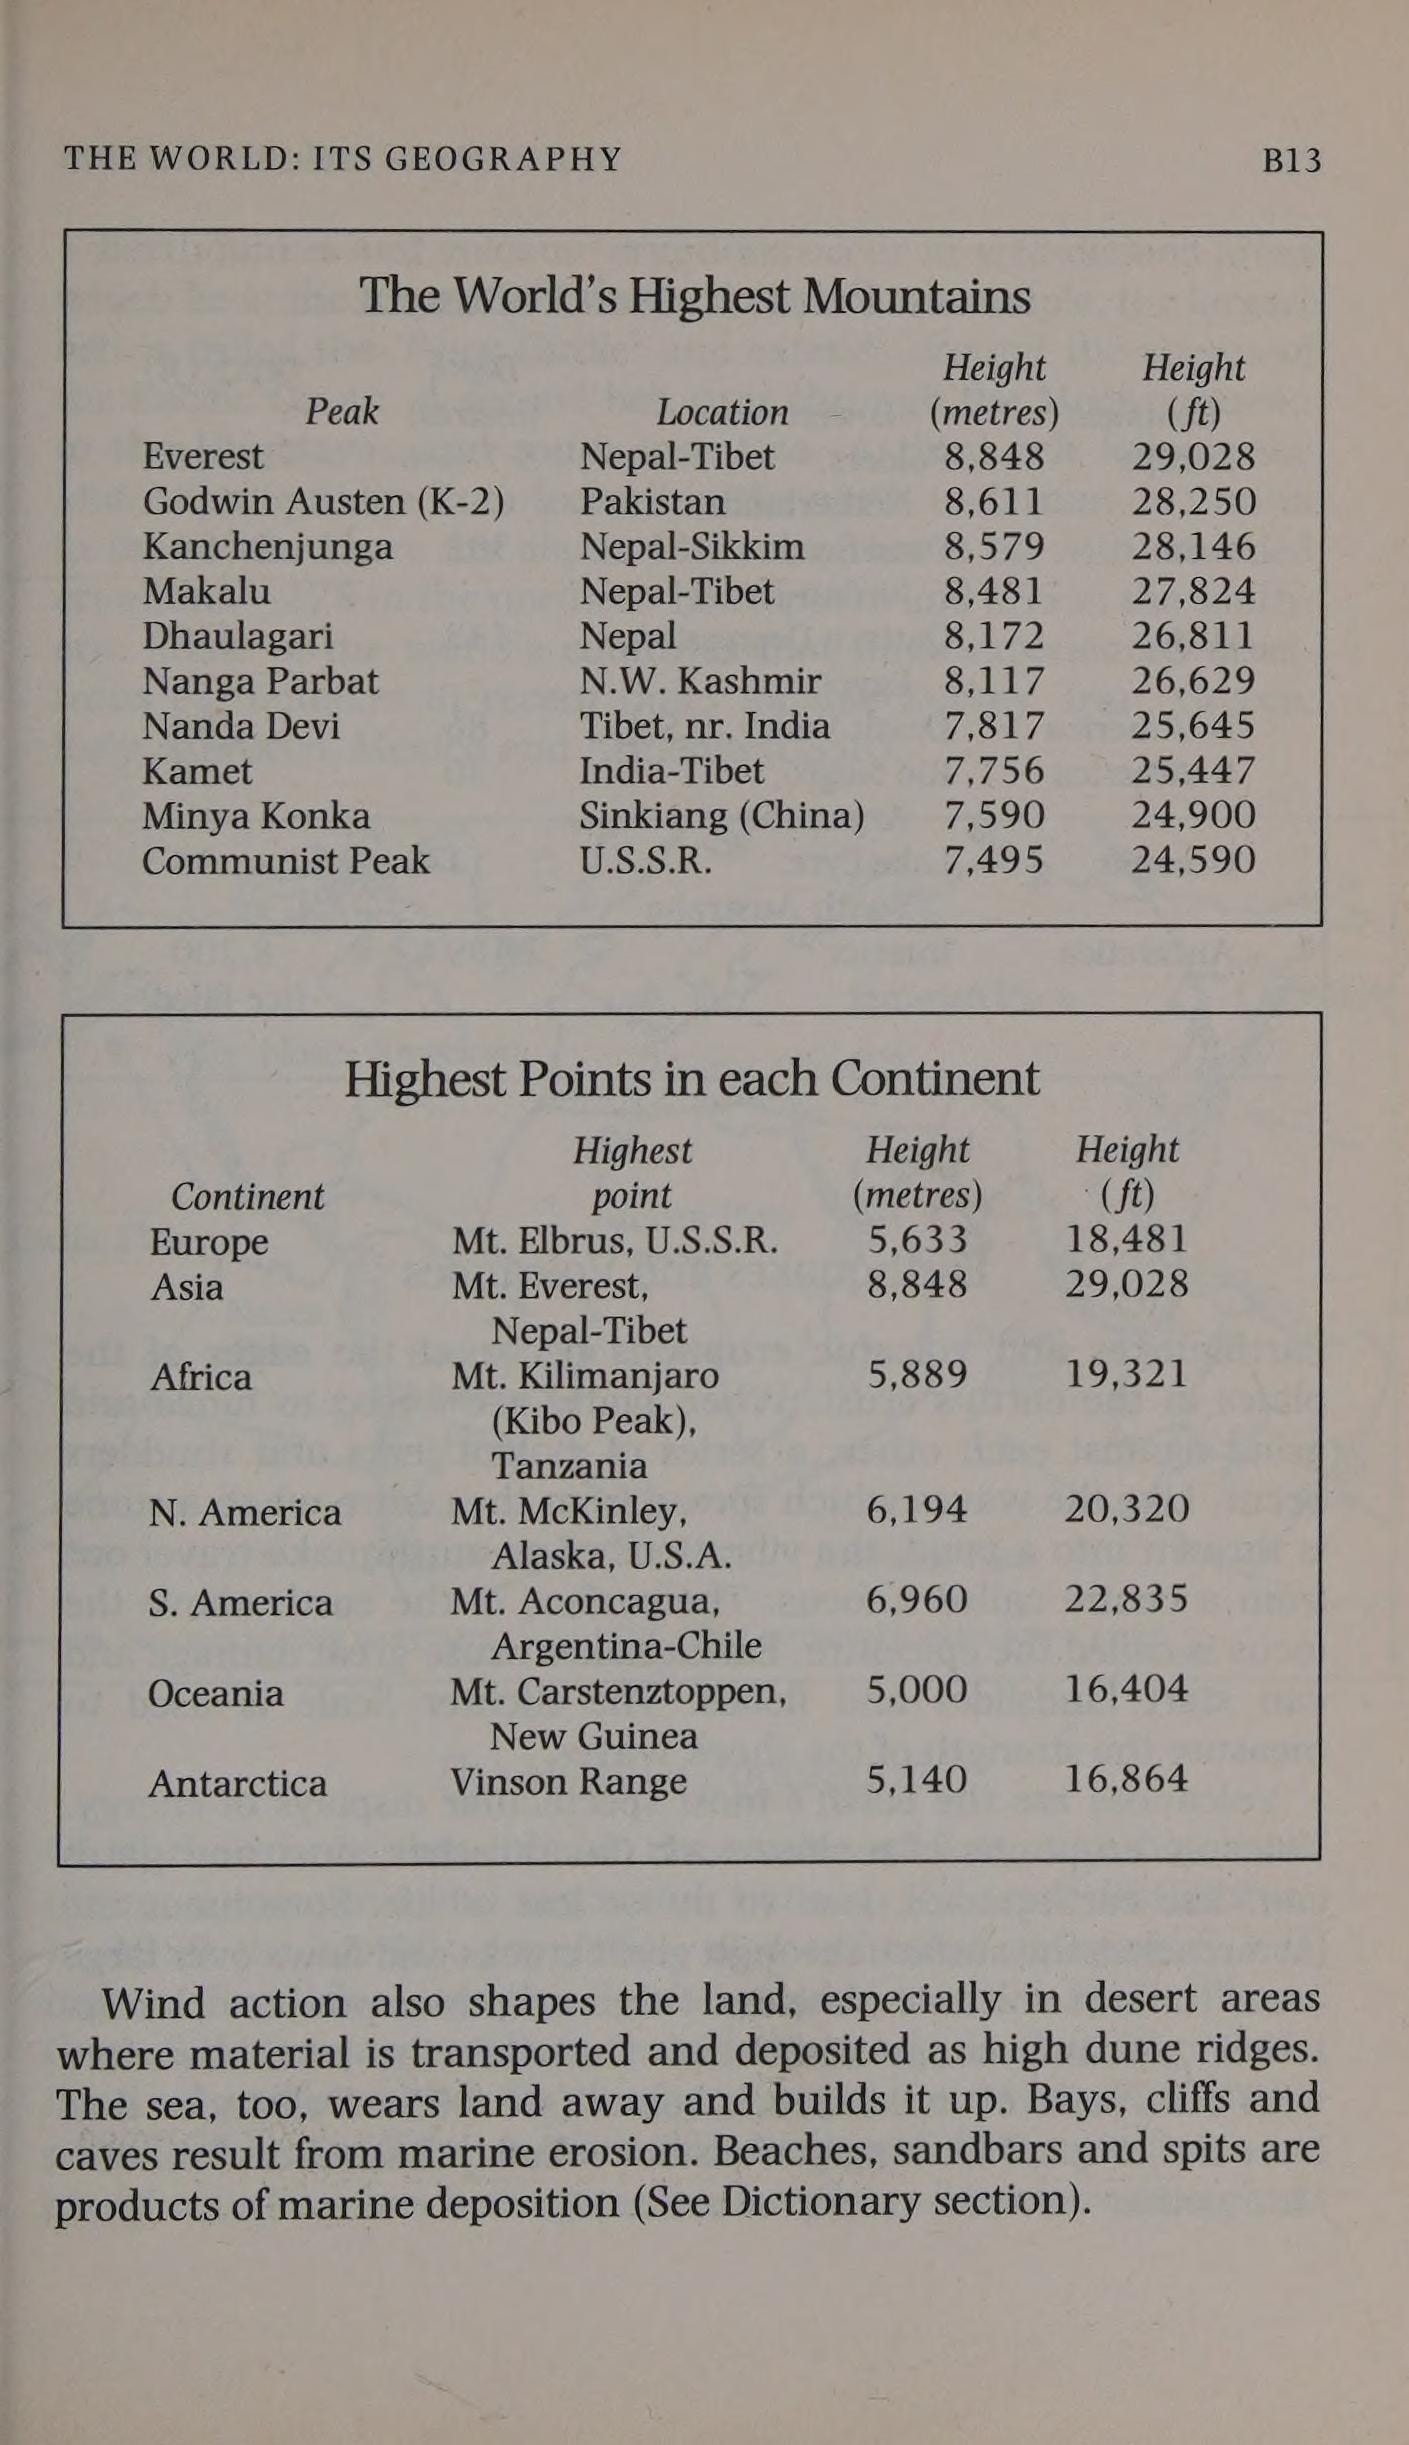 THE WORLD: ITS GEOGRAPHY B13
The World's Highest Mountains
Height Height
Peak Location (metres) (ft)
Everest Nepal-Tibet 8,848 29,028
Godwin Austen (K-2) Pakistan 8,611 28,250
Kanchenjunga Nepal-Sikkim 8,579 28,146
Makalu Nepal-Tibet 8,481 27,824
Dhaulagari Nepal 8,172 26,811
Nanga Parbat N.W. Kashmir 8,117 26,629
Nanda Devi Tibet, nr. India 7,817 25,645
Kamet India-Tibet 7,756 25,447
Minya Konka Sinkiang (China) 7,590 24,900
Communist Peak U.S.S.R. 7,495 24,590
Highest Points in each Continent
Highest Height Height
Continent point (metres) (ft)
Europe Mt. Elbrus, U.S.S.R. 5,633 18,481
Asia Mt. Everest, 8,848 29,028
Nepal-Tibet
Africa Mt. Kilimanjaro 5,889 19,321
(Kibo Peak),
Tanzania
N. America Mt. McKinley, 6,194 20,320
Alaska, U.S.A.
S. America Mt. Aconcagua, 6,960 22,835
Argentina-Chile
Oceania Mt. Carstenztoppen, 5,000 16,404
New Guinea
Antarctica Vinson Range 5,140 16,864
Wind action also shapes the land, especially in desert areas
where material is transported and deposited as high dune ridges.
The sea, too, wears land away and builds it up. Bays, cliffs and
caves result from marine erosion. Beaches, sandbars and spits are
products of marine deposition (See Dictionary section).